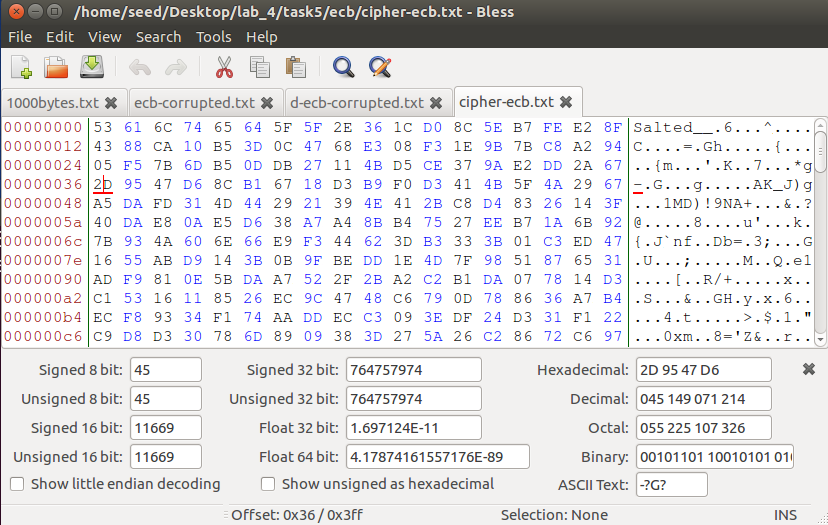 /home/seed/Desktop/lab_4/task5/ecb/cipher-ecb.txt - Bless
File Edit View Search Tools Help
1000bytes.txt ecb-corrupted.txt d-ecb-corrupted.txt cipher-ecb.txt
00000000 53 61 6C 74 65 64 5F 5F 2E 36 1C D0 8C 5E B7 FE E2 8F Salted__.6...^....
00000012 43 88 CA 10 B5 3D 0C 47 68 E3 08 F3 1E 9B 7B C8 A2 94 C....=.Gh.....{...
00000024 05 F5 7B 6D B5 0D DB 27 11 4B D5 CE 37 9A E2 DD 2A 67 ..{m...'.K..7...*g
00000036 2D 95 47 D6 8C B1 67 18 D3 B9 F0 D3 41 4B 5F 4A 29 67 -.G...g.....AK_J)g
00000048 A5 DA FD 31 4D 44 29 21 39 4E 41 2B C8 D4 83 26 14 3F ...1MD)!9NA+...&.?
0000005a 40 DA E8 0A E5 D6 38 A7 A4 8B B4 75 27 EE B7 1A 6B 92 @.....8....u'...k.
0000006c 7B 93 4A 60 6E 66 E9 F3 44 62 3D B3 33 3B 01 C3 ED 47 {.J`nf..Db=.3;...G
0000007e 16 55 AB D9 14 3B 0B 9F BE DD 1E 4D 7F 98 51 87 65 31 .U...;.....M..Q.e1
00000090 AD F9 81 0E 5B DA A7 52 2F 2B A2 C2 B1 DA 07 78 14 D3 ....[..R/+.....x..
000000a2 C1 53 16 11 85 26 EC 9C 47 48 C6 79 0D 78 86 36 A7 B4 .S...&..GH.y.x.6..
000000b4 EC F8 93 34 F1 74 AA DD EC C3 09 3E DF 24 D3 31 F1 22 ...4.t.....>.$.1."
000000c6 C9 D8 D3 30 78 6D 89 09 38 3D 27 5A 26 C2 86 72 C6 97 ...0xm..8='Z&..r..
Signed 8 bit: 45 Signed 32 bit: 764757974 Hexadecimal: 2D 95 47 D6
Unsigned 8 bit: 45 Unsigned 32 bit: 764757974 Decimal: 045 149 071 214
Signed 16 bit: 11669 Float 32 bit: 1.697124E-11 Octal: 055 225 107 326
Unsigned 16 bit: 11669 Float 64 bit: 4.17874161557176E-89 Binary: 00101101 10010101 010
Show little endian decoding Show unsigned as hexadecimal ASCII Text: -?G?
Offset: 0x36 / 0x3ff Selection: None INS